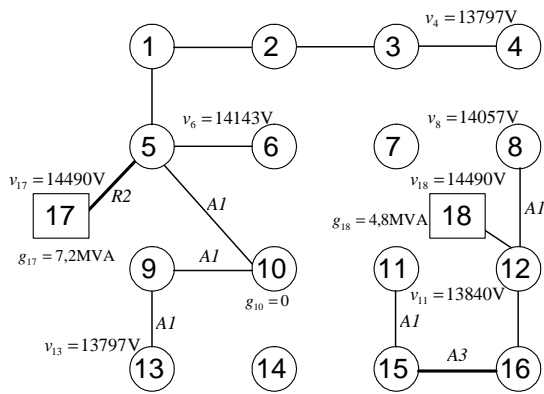 v4 = 13797V
1 2 3 4
v6 = 14143V
v8 = 14057V
5 6 7 8
v17 = 14490V
R2
v18 = 14490V
A1
A1
17
18
g18 = 4,8MVA
g17 = 7,2MVA
A1
9 10 11 12
g10 = 0
v11 = 13840V
A1
A1
v13 = 13797V
A3
13 14 15 16